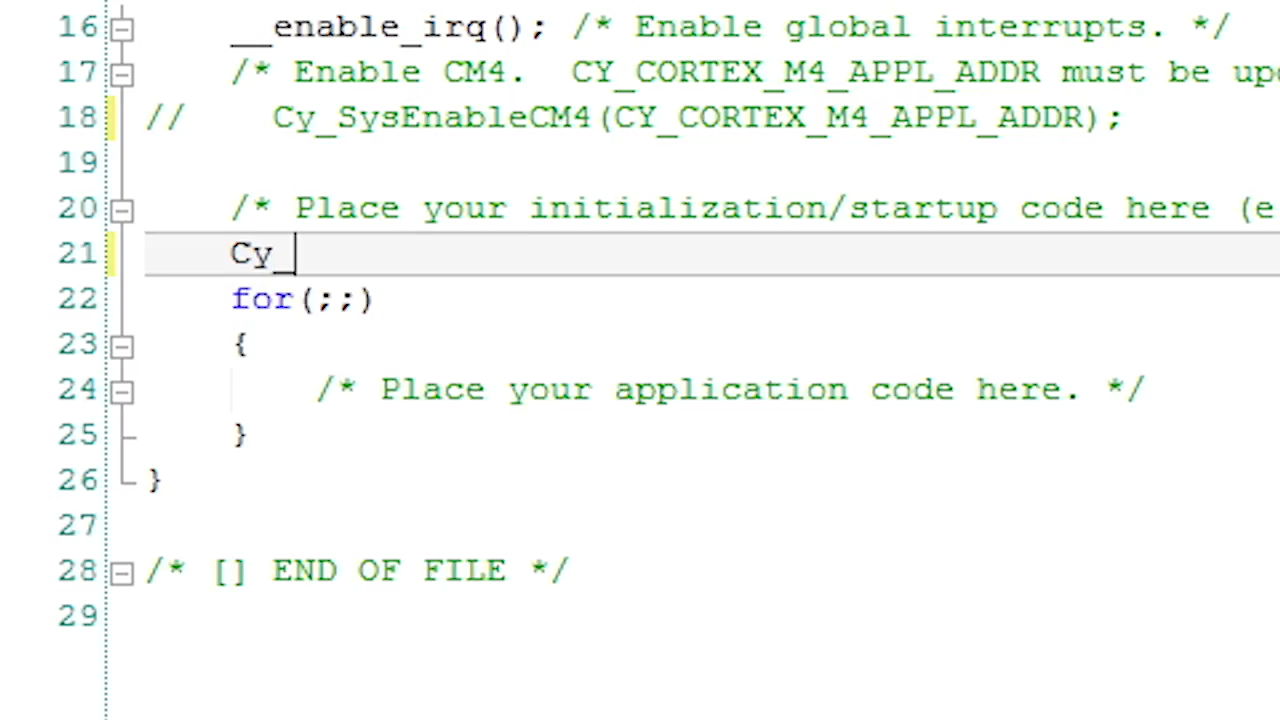 16 __enable_irq(); /* Enable global interrupts. */
17 /* Enable CM4.  CY_CORTEX_M4_APPL_ADDR must be
18 //    Cy_SysEnableCM4(CY_CORTEX_M4_APPL_ADDR);
19
20 /* Place your initialization/startup code here (e
21 Cy_
22 for(;;)
23 {
24 /* Place your application code here. */
25 }
26 }
27
28 /* [] END OF FILE */
29